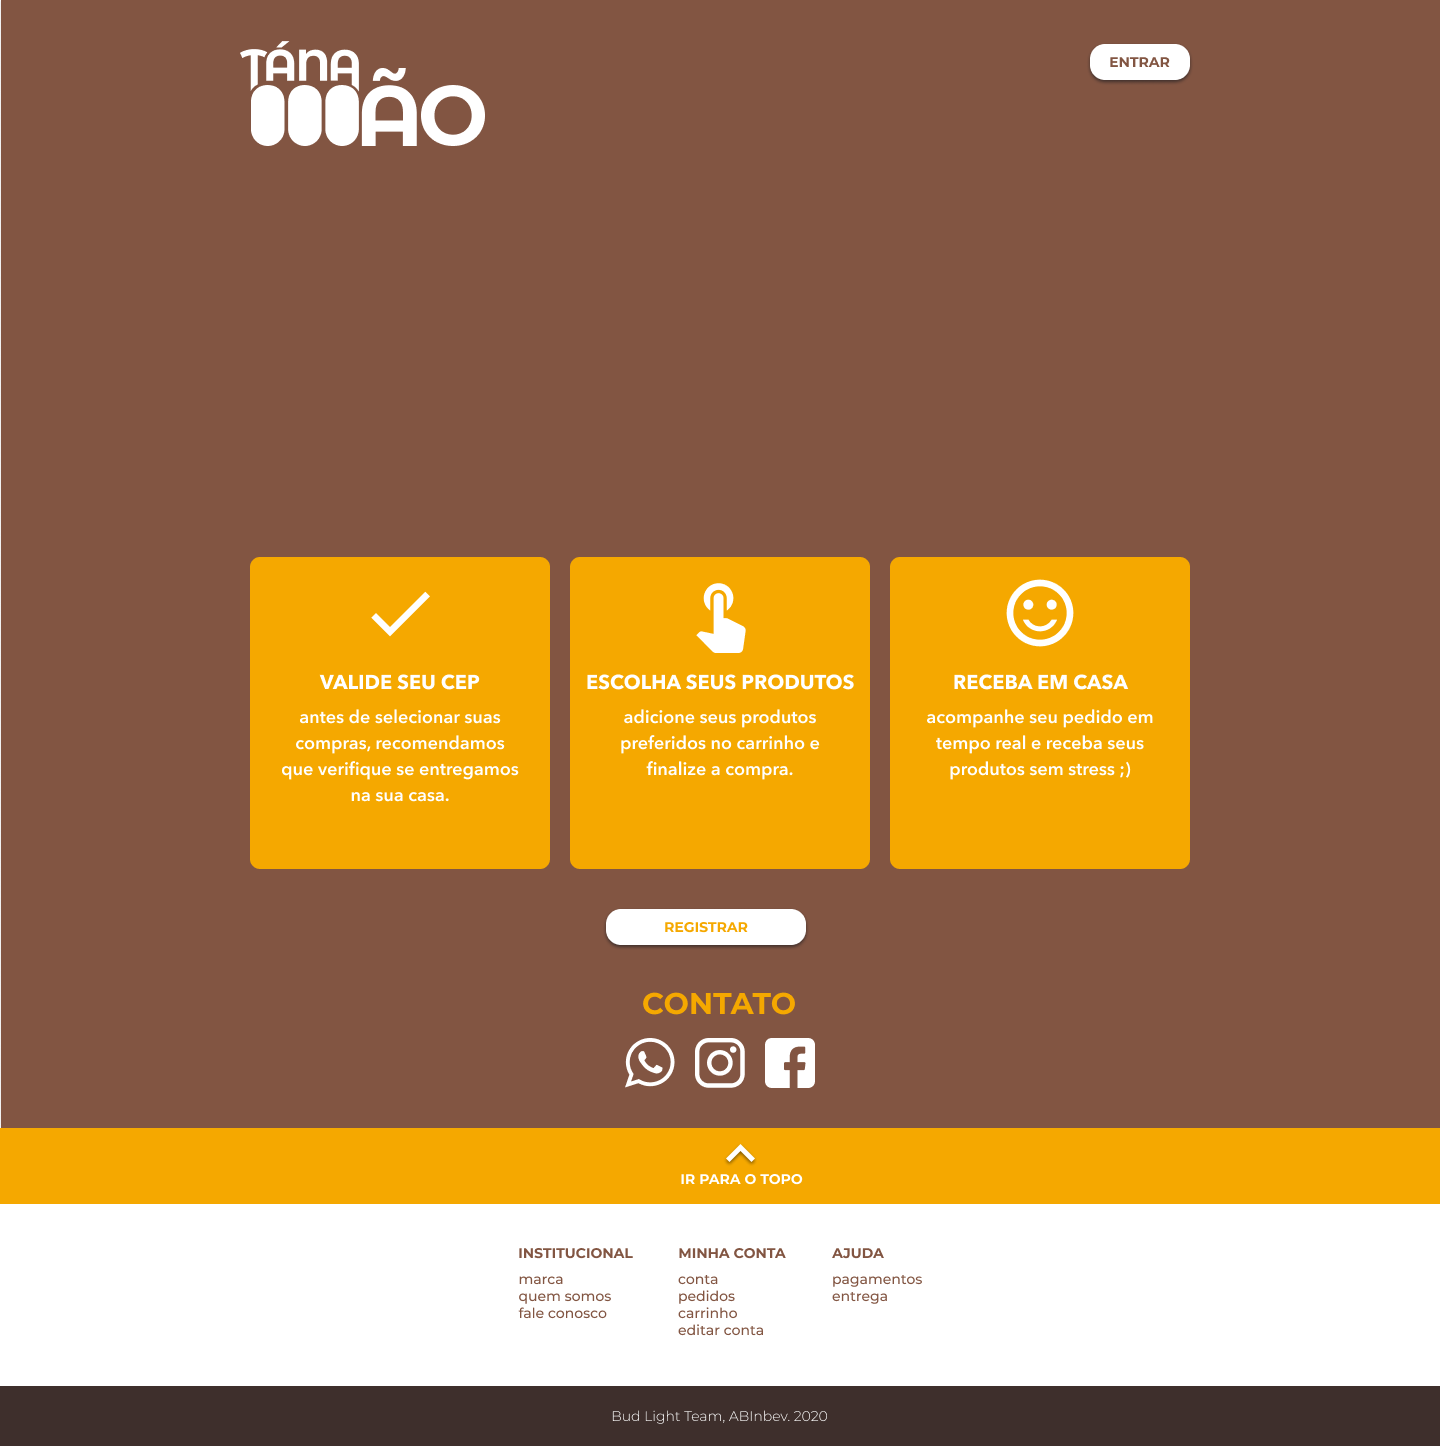 TÁNA
MÃO
ENTRAR
VALIDE SEU CEP
antes de selecionar suas
compras, recomendamos
que verifique se entregamos
na sua casa.
ESCOLHA SEUS PRODUTOS
adicione seus produtos
preferidos no carrinho e
finalize a compra.
RECEBA EM CASA
acompanhe seu pedido em
tempo real e receba seus
produtos sem stress ;)
REGISTRAR
CONTATO
IR PARA O TOPO
INSTITUCIONAL
marca
quem somos
fale conosco
MINHA CONTA
conta
pedidos
carrinho
editar conta
AJUDA
pagamentos
entrega
Bud Light Team, ABInbev. 2020